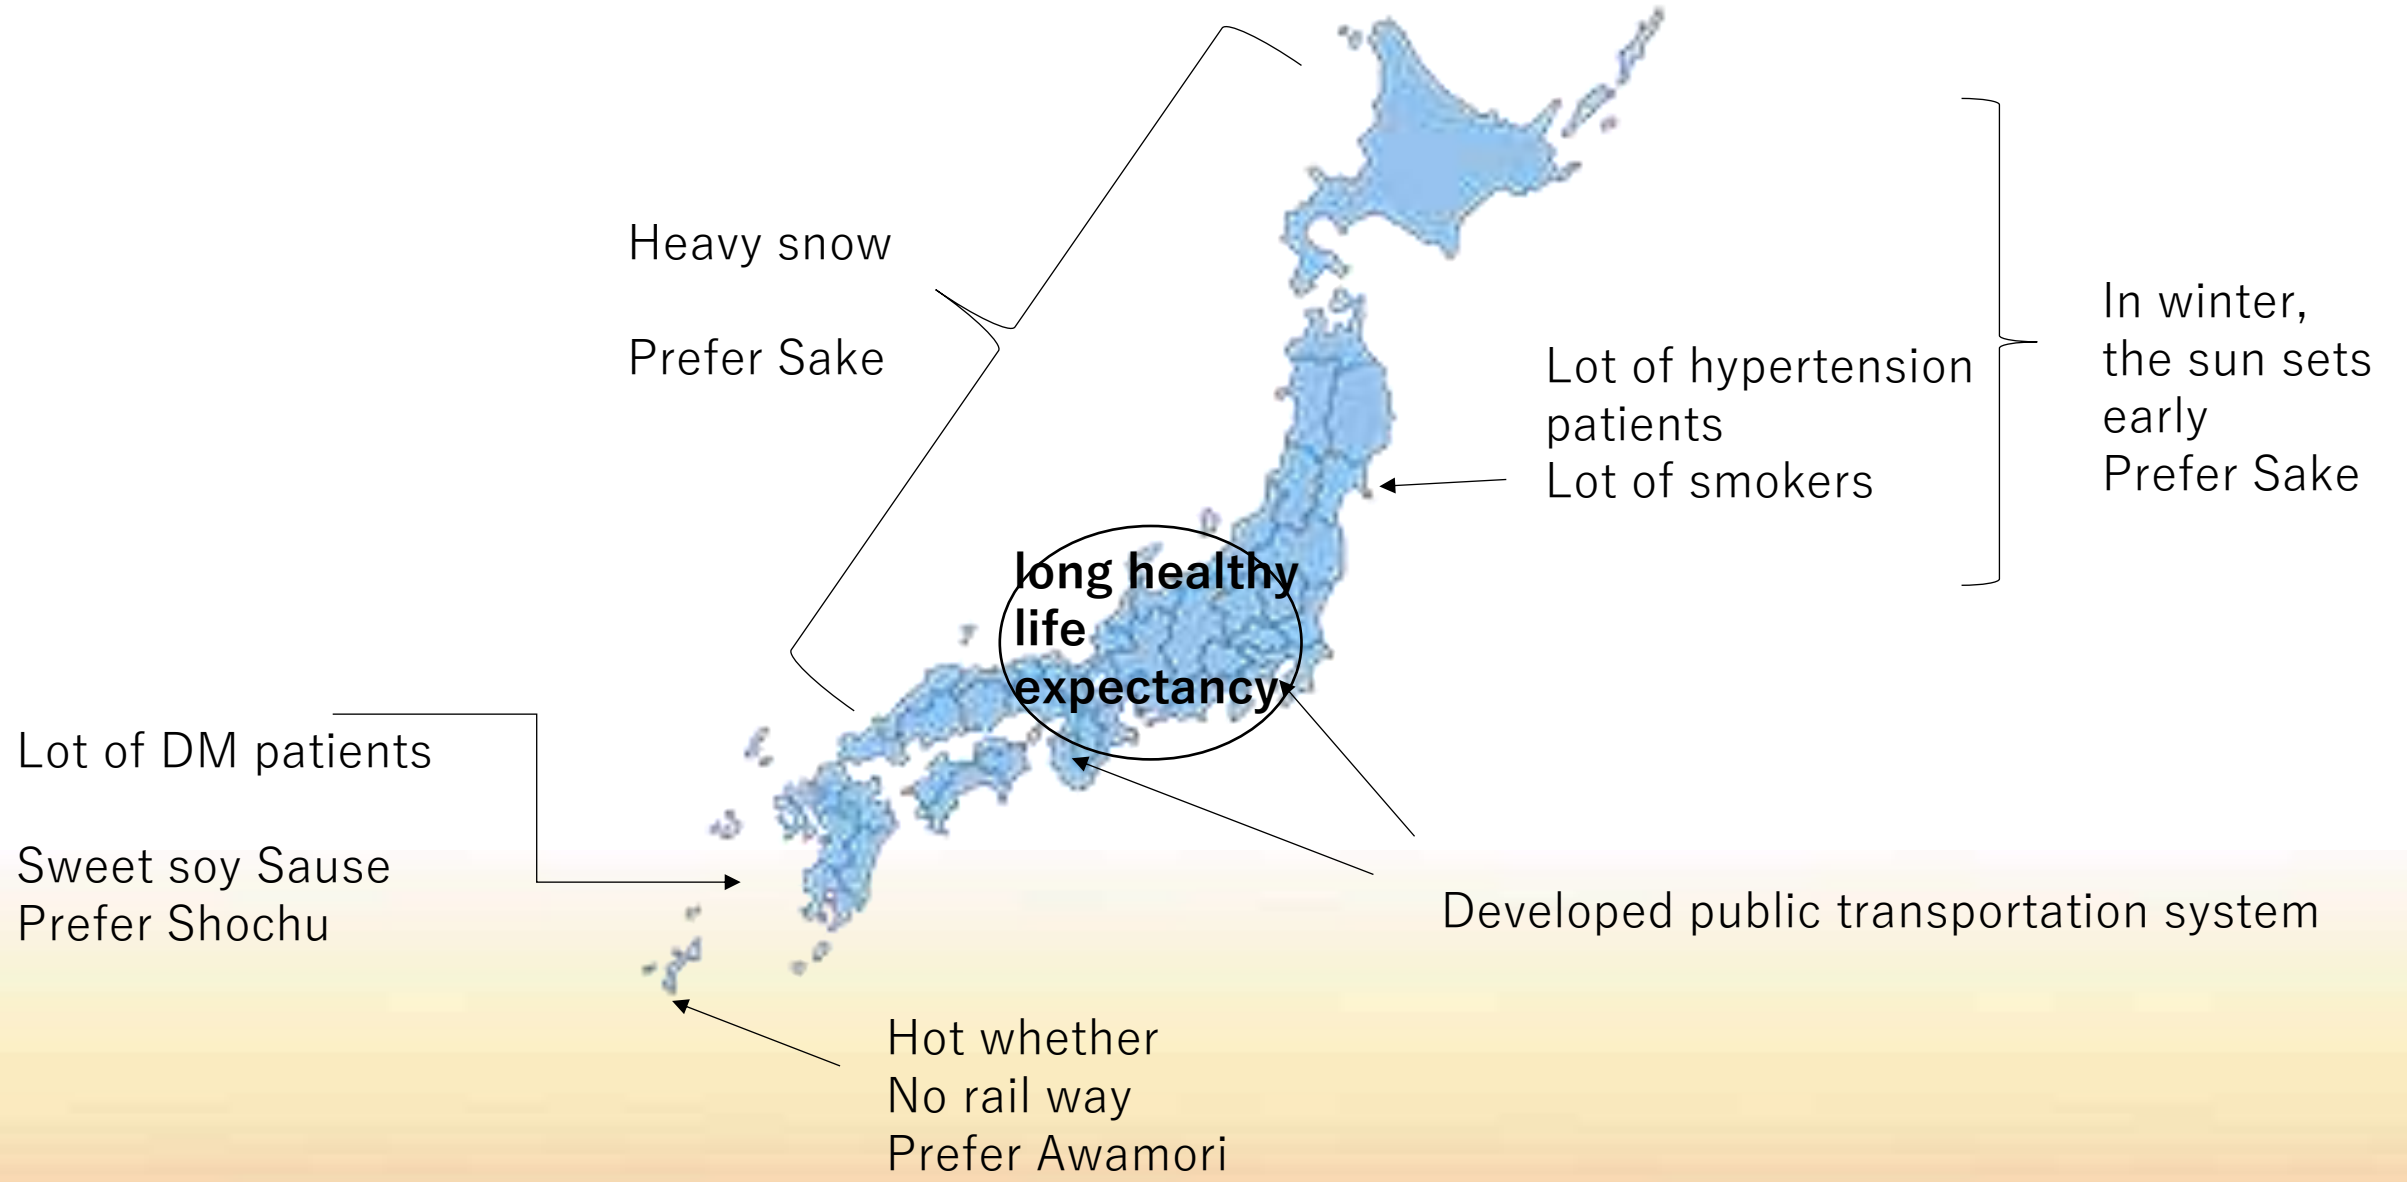 Heavy snow
Prefer Sake
In winter,
the sun sets
early
Prefer Sake
Lot of hypertension
patients
Lot of smokers
long healthy
life
expectancy
Lot of DM patients
Sweet soy Sause
Prefer Shochu
Developed public transportation system
Hot whether
No rail way
Prefer Awamori